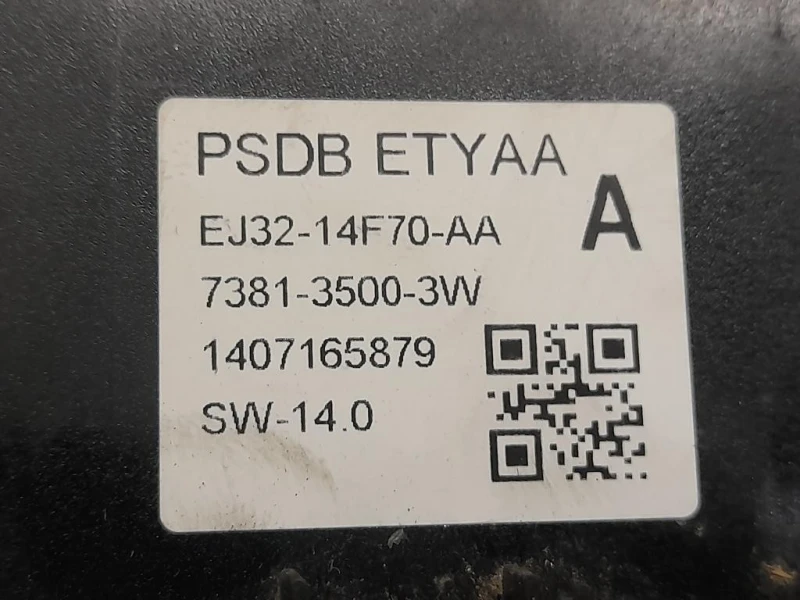 PSDB ETYAA
A
EJ32-14F70-AA
7381-3500-3W
1407165879
SW-14.0